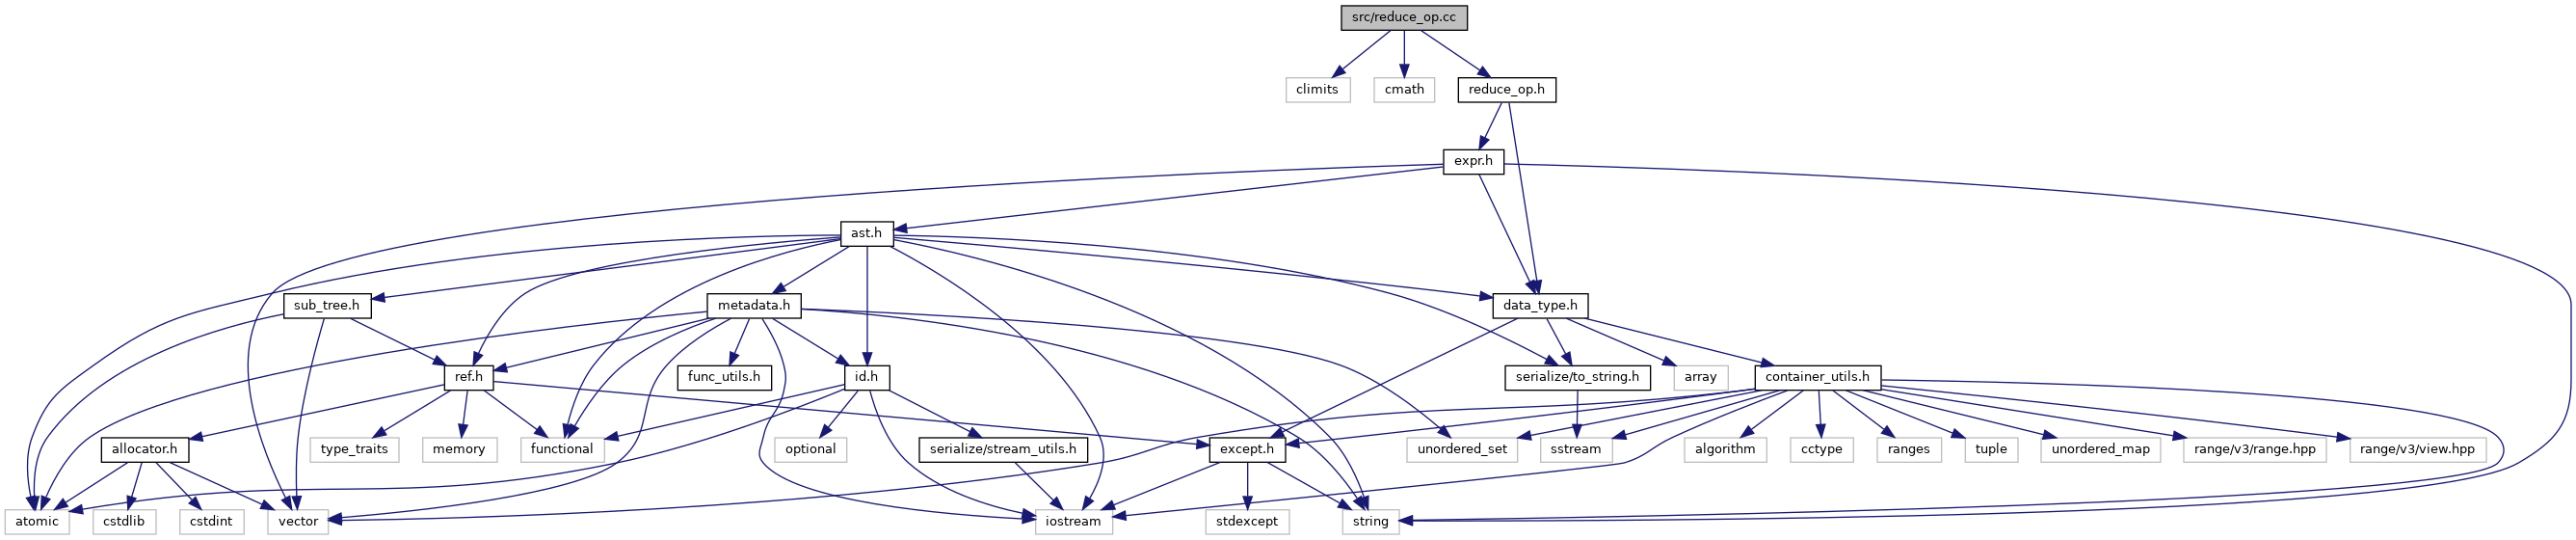 src/reduce_op.cc
climits
cmath
reduce_op.h
expr.h
ast.h
sub_tree.h
metadata.h
data_type.h
ref.h
func_utils.h
id.h
serialize/to_string.h
array
container_utils.h
allocator.h
type_traits
memory
functional
optional
serialize/stream_utils.h
except.h
unordered_set
sstream
algorithm
cctype
ranges
tuple
unordered_map
range/v3/range.hpp
range/v3/view.hpp
atomic
cstdlib
cstdint
vector
iostream
stdexcept
string